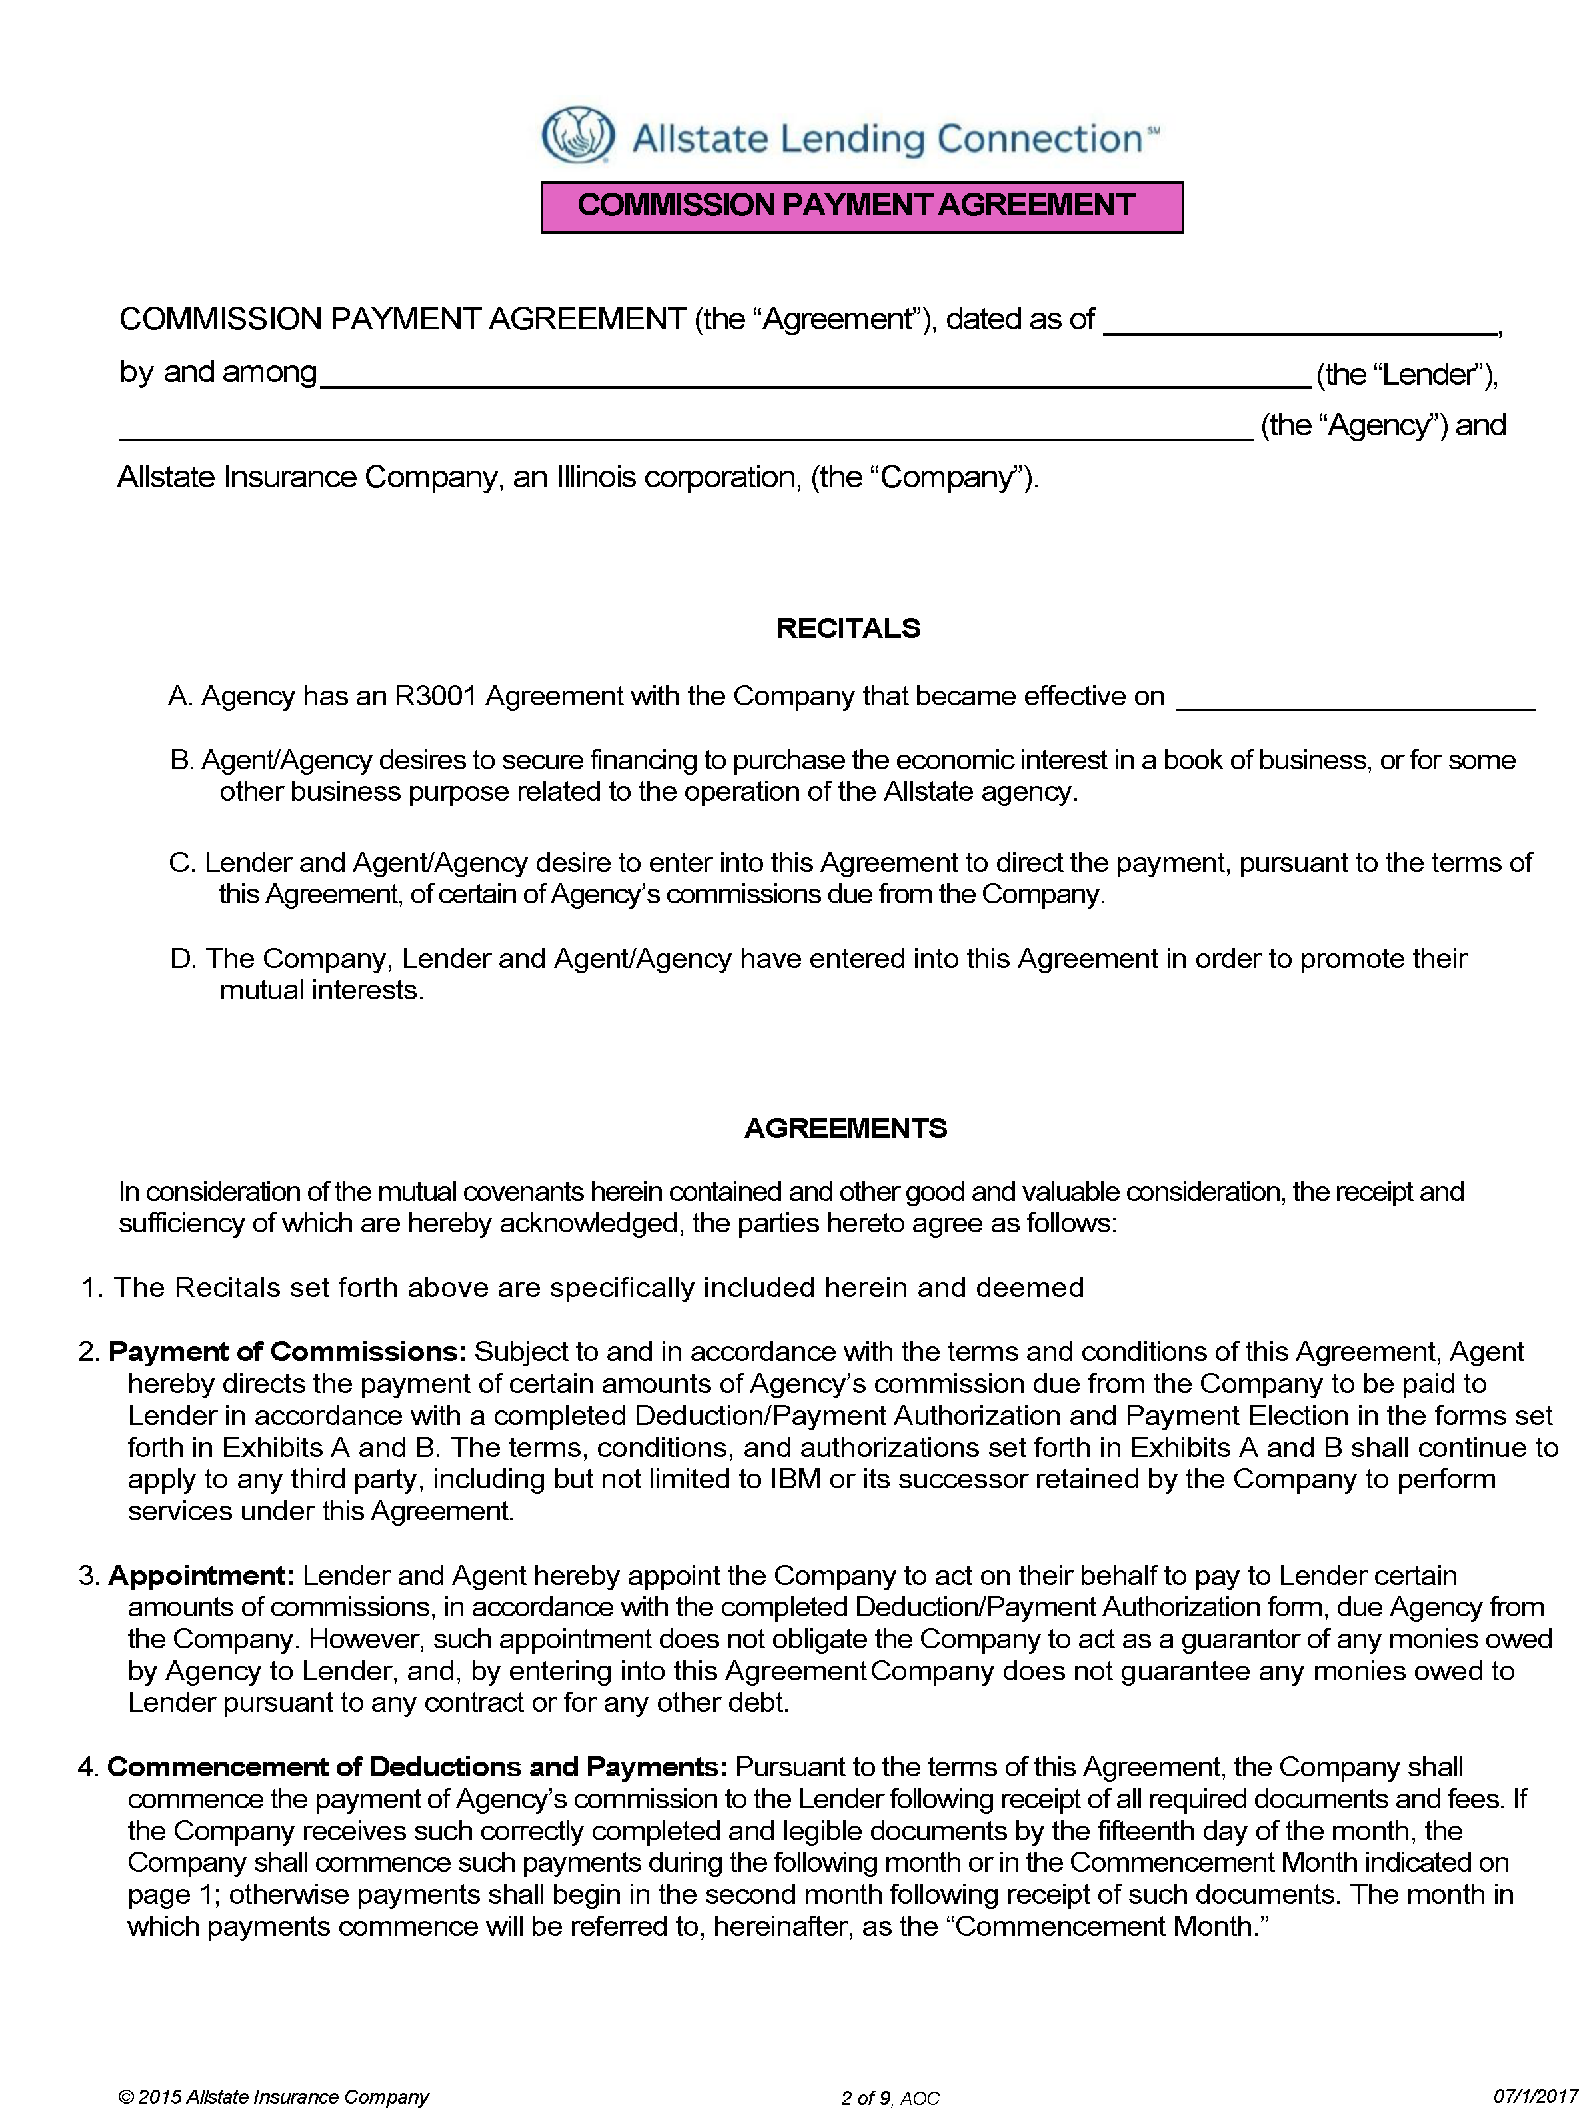 Allstate Lending Connection℠
COMMISSION PAYMENT AGREEMENT
COMMISSION PAYMENT AGREEMENT (the “Agreement”), dated as of ,
by and among (the “Lender”),
(the “Agency”) and
Allstate Insurance Company, an Illinois corporation, (the “Company”).
RECITALS
A. Agency has an R3001 Agreement with the Company that became effective on
B. Agent/Agency desires to secure financing to purchase the economic interest in a book of business, or for some
other business purpose related to the operation of the Allstate agency.
C. Lender and Agent/Agency desire to enter into this Agreement to direct the payment, pursuant to the terms of
this Agreement, of certain of Agency’s commissions due from the Company.
D. The Company, Lender and Agent/Agency have entered into this Agreement in order to promote their
mutual interests.
AGREEMENTS
In consideration of the mutual covenants herein contained and other good and valuable consideration, the receipt and
sufficiency of which are hereby acknowledged, the parties hereto agree as follows:
1. The Recitals set forth above are specifically included herein and deemed
2. Payment of Commissions: Subject to and in accordance with the terms and conditions of this Agreement, Agent
hereby directs the payment of certain amounts of Agency’s commission due from the Company to be paid to
Lender in accordance with a completed Deduction/Payment Authorization and Payment Election in the forms set
forth in Exhibits A and B. The terms, conditions, and authorizations set forth in Exhibits A and B shall continue to
apply to any third party, including but not limited to IBM or its successor retained by the Company to perform
services under this Agreement.
3. Appointment: Lender and Agent hereby appoint the Company to act on their behalf to pay to Lender certain
amounts of commissions, in accordance with the completed Deduction/Payment Authorization form, due Agency from
the Company. However, such appointment does not obligate the Company to act as a guarantor of any monies owed
by Agency to Lender, and, by entering into this Agreement Company does not guarantee any monies owed to
Lender pursuant to any contract or for any other debt.
4. Commencement of Deductions and Payments: Pursuant to the terms of this Agreement, the Company shall
commence the payment of Agency’s commission to the Lender following receipt of all required documents and fees. If
the Company receives such correctly completed and legible documents by the fifteenth day of the month, the
Company shall commence such payments during the following month or in the Commencement Month indicated on
page 1; otherwise payments shall begin in the second month following receipt of such documents. The month in
which payments commence will be referred to, hereinafter, as the “Commencement Month.”
© 2015 Allstate Insurance Company 2 of 9, AOC 07/1/2017